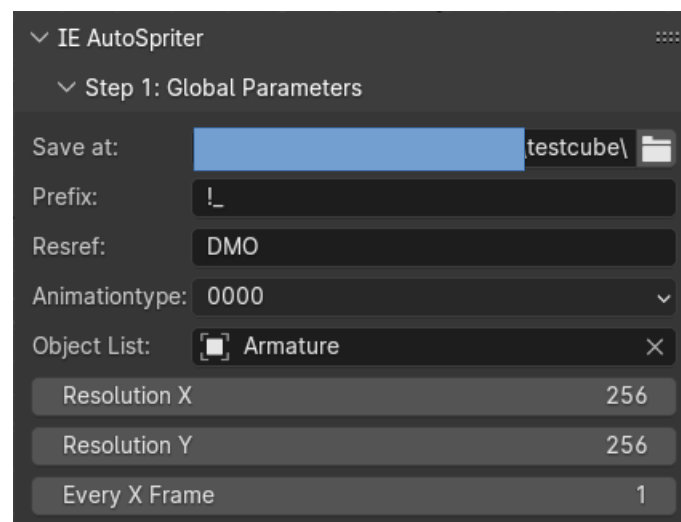 IE AutoSpriter
Step 1: Global Parameters
Save at: \testcube\
Prefix: !_
Resref: DMO
Animationtype: 0000
Object List: Armature
Resolution X 256
Resolution Y 256
Every X Frame 1